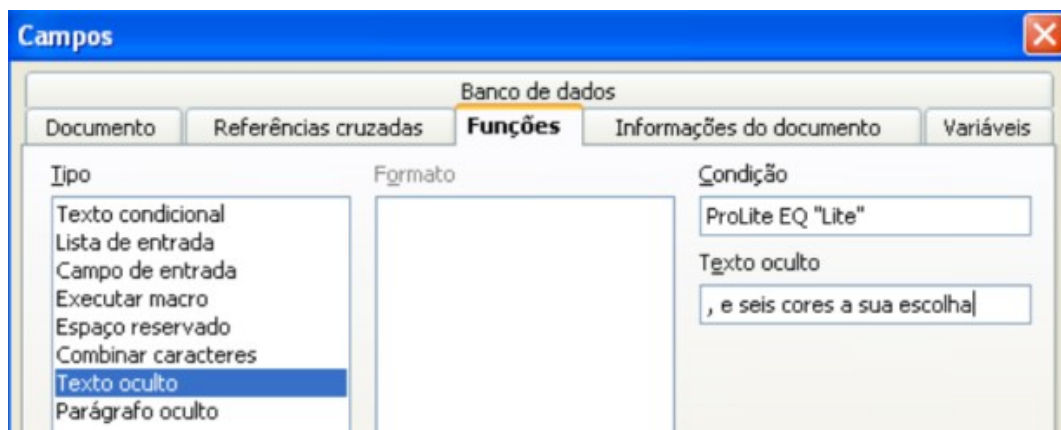 Campos
Banco de dados
Documento Referências cruzadas Funções Informações do documento Variáveis
Tipo Formato Condição
Texto condicional
Lista de entrada
Campo de entrada
Executar macro
Espaço reservado
Combinar caracteres
Texto oculto
Parágrafo oculto
ProLite EQ "Lite"
Texto oculto
, e seis cores a sua escolha